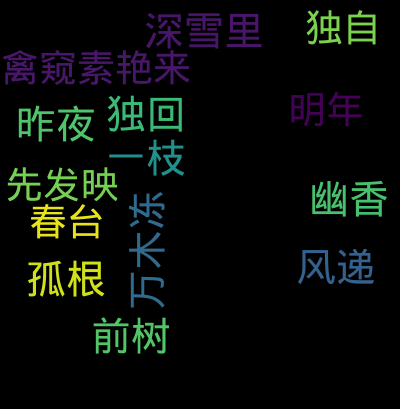 深雪里
独自
禽窥素艳来
明年
昨夜
独回
一枝
先发映
幽香
春台
万木冻
风递
孤根
前树